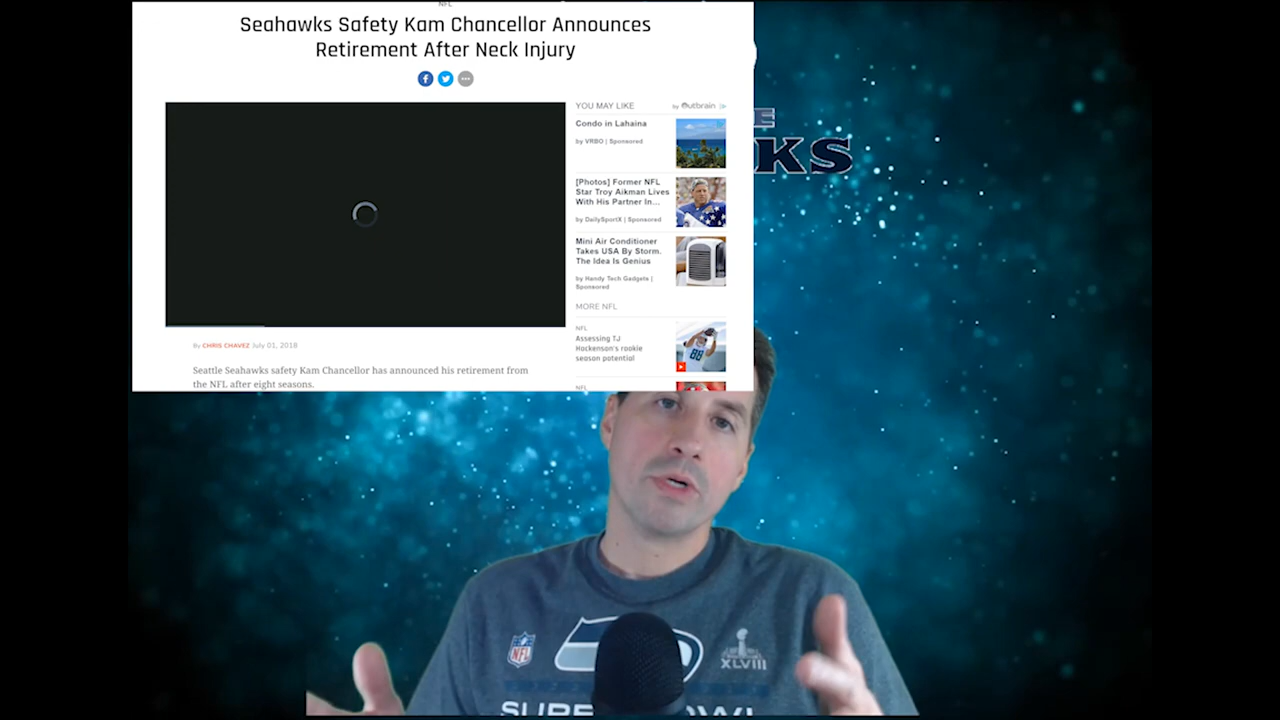 NFL
Seahawks Safety Kam Chancellor Announces
Retirement After Neck Injury
YOU MAY LIKE
by Outbrain
Condo in Lahaina
by VRBO | Sponsored
[Photos] Former NFL
Star Troy Aikman Lives
With His Partner In...
by DailySportX | Sponsored
Mini Air Conditioner
Takes USA By Storm.
The Idea Is Genius
by Handy Tech Gadgets |
Sponsored
MORE NFL
NFL
Assessing TJ
Hockenson's rookie
season potential
88
NFL
By CHRIS CHAVEZ July 01, 2018
Seattle Seahawks safety Kam Chancellor has announced his retirement from
the NFL after eight seasons.
NFL
XLVIII